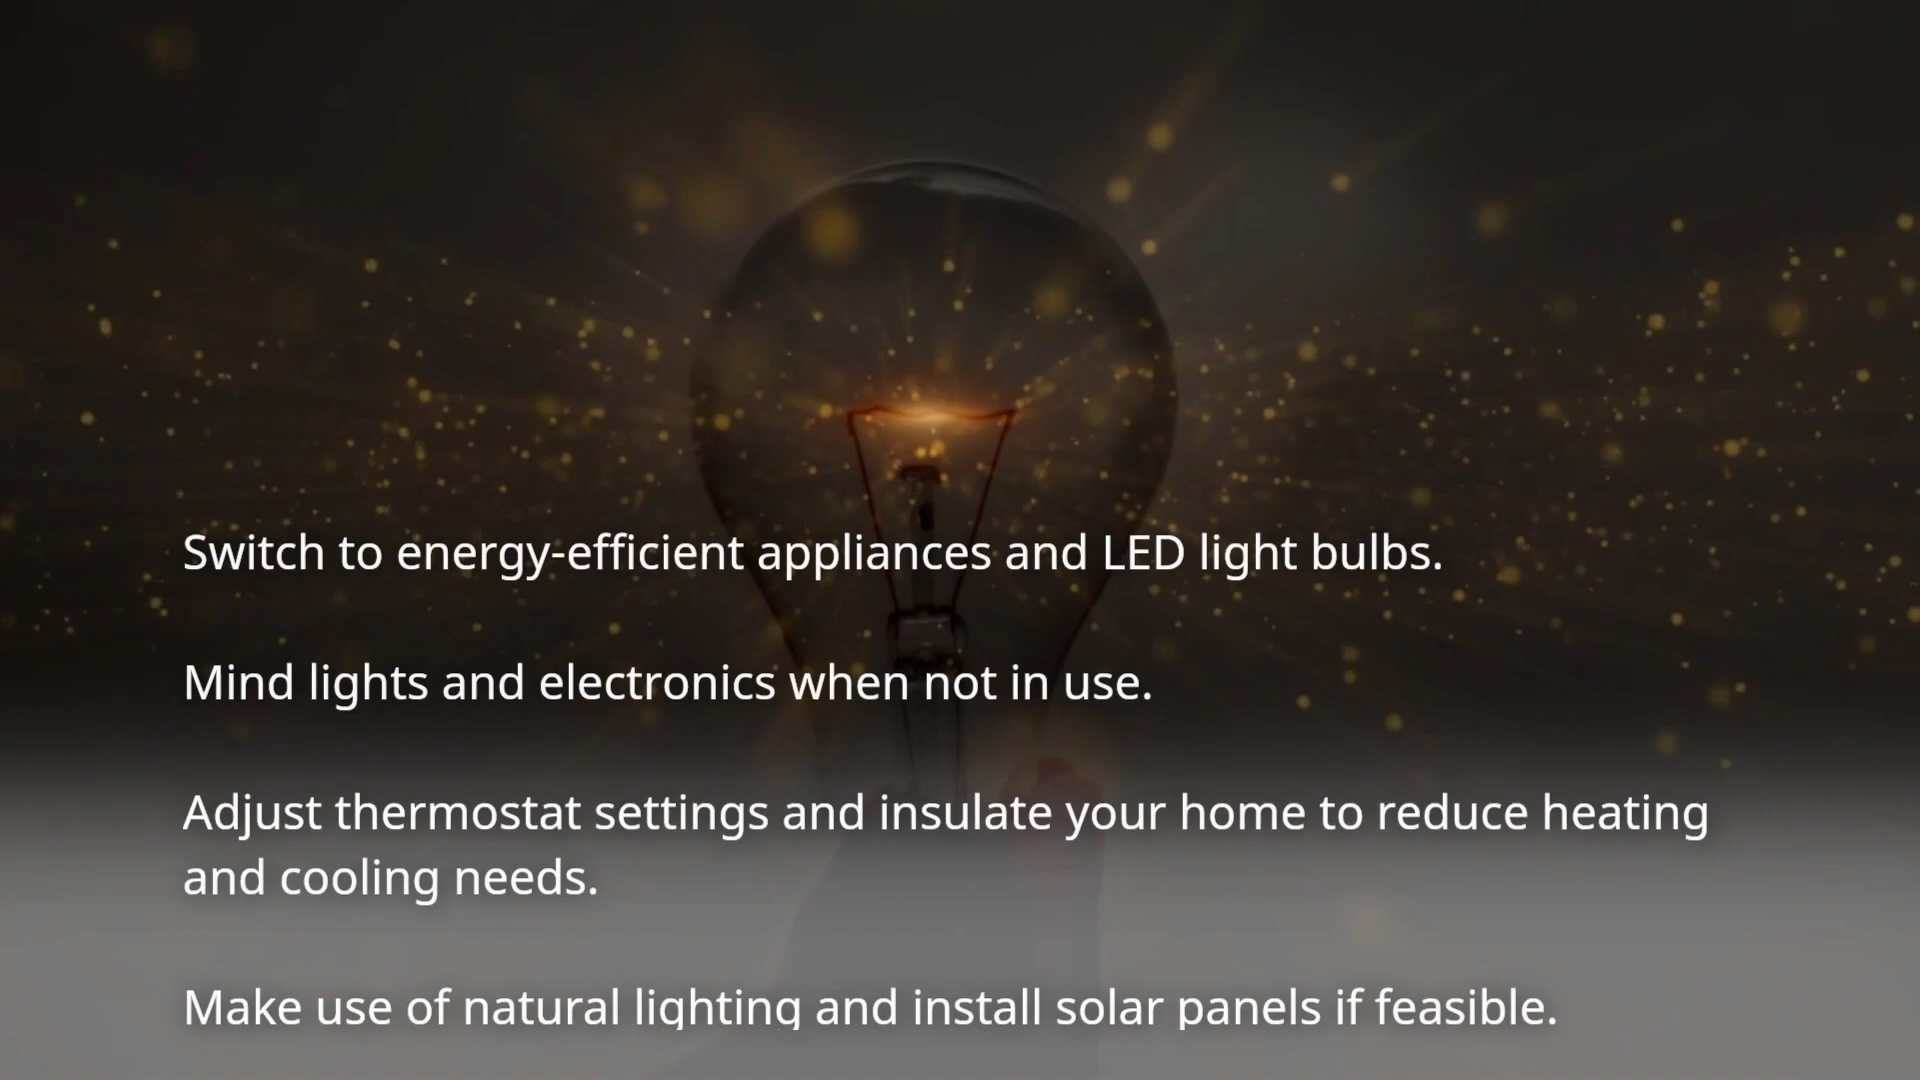 Switch to energy-efficient appliances and LED light bulbs.
Mind lights and electronics when not in use.
Adjust thermostat settings and insulate your home to reduce heating
and cooling needs.
Make use of natural lighting and install solar panels if feasible.